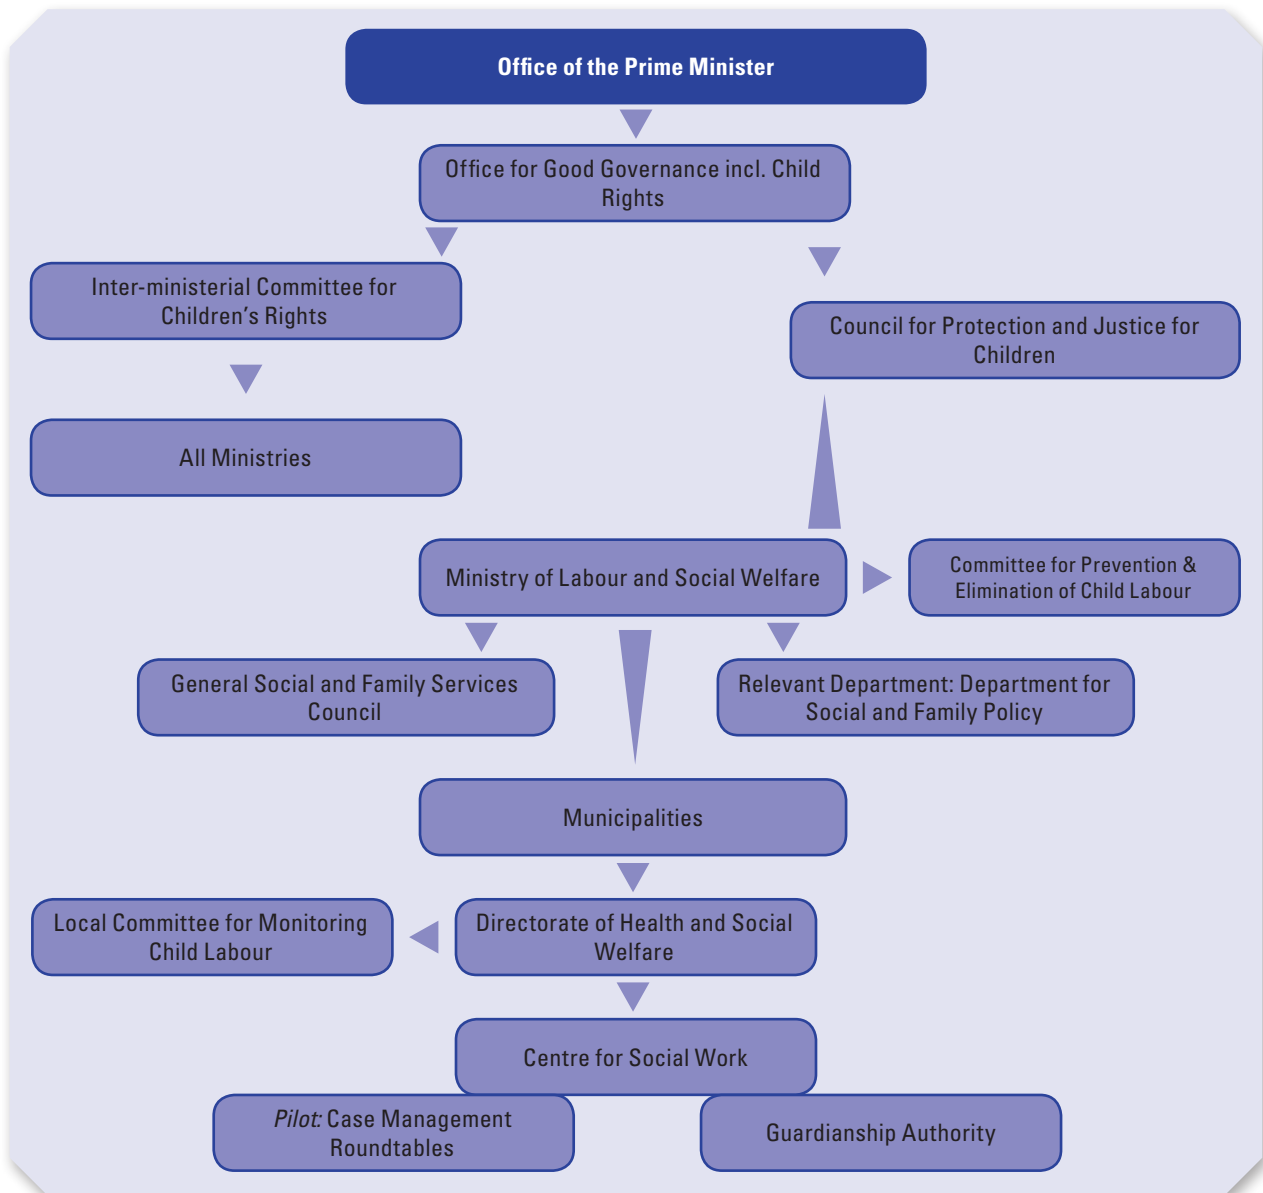 Office of the Prime Minister
Office for Good Governance incl. Child
Rights
Inter-ministerial Committee for
Children's Rights
Council for Protection and Justice for
Children
All Ministries
Ministry of Labour and Social Welfare
Committee for Prevention &
Elimination of Child Labour
General Social and Family Services
Council
Relevant Department: Department for
Social and Family Policy
Municipalities
Local Committee for Monitoring
Child Labour
Directorate of Health and Social
Welfare
Centre for Social Work
Pilot: Case Management
Roundtables
Guardianship Authority